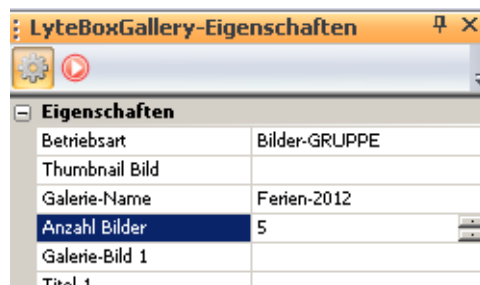 LyteBoxGallery-Eigenschaften
Eigenschaften
Betriebsart Bilder-GRUPPE
Thumbnail Bild
Galerie-Name Ferien-2012
Anzahl Bilder 5
Galerie-Bild 1
Titel 1